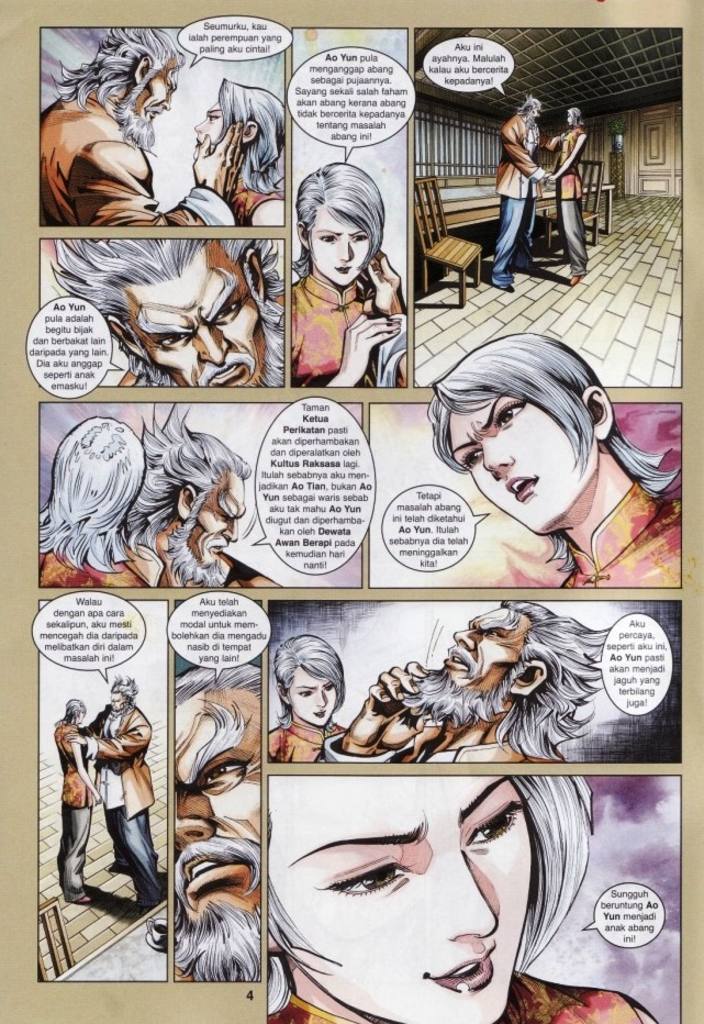 Seumurku, kau
ialah perempuan yang
paling aku cintai!
Ao Yun pula
menganggap abang
sebagai pujaannya.
Sayang sekali salah faham
akan abang kerana abang
tidak bercerita kepadanya
tentang masalah
abang ini!
Aku ini
ayahnya. Malulah
kalau aku bercerita
kepadanya!
Ao Yun
pula adalah
begitu bijak
dan berbakat lain
daripada yang lain.
Dia aku anggap
seperti anak
emasku!
Taman
Ketua
Perikatan pasti
akan diperhambakan
dan diperalatkan oleh
Kultus Raksasa lagi.
Itulah sebabnya aku men-
jadikan Ao Tian, bukan Ao
Yun sebagai waris sebab
aku tak mahu Ao Yun
diugut dan diperhamba-
kan oleh Dewata
Awan Berapi pada
kemudian hari
nanti!
Tetapi
masalah abang
ini telah diketahui
Ao Yun. Itulah
sebabnya dia telah
meninggalkan
kita!
Walau
dengan apa cara
sekalipun, aku mesti
mencegah dia daripada
melibatkan diri dalam
masalah ini!
Aku telah
menyediakan
modal untuk mem-
bolehkan dia mengadu
nasib di tempat
yang lain!
Aku
percaya,
seperti aku ini,
Ao Yun pasti
akan menjadi
jaguh yang
terbilang
juga!
Sungguh
beruntung Ao
Yun menjadi
anak abang
ini!
4